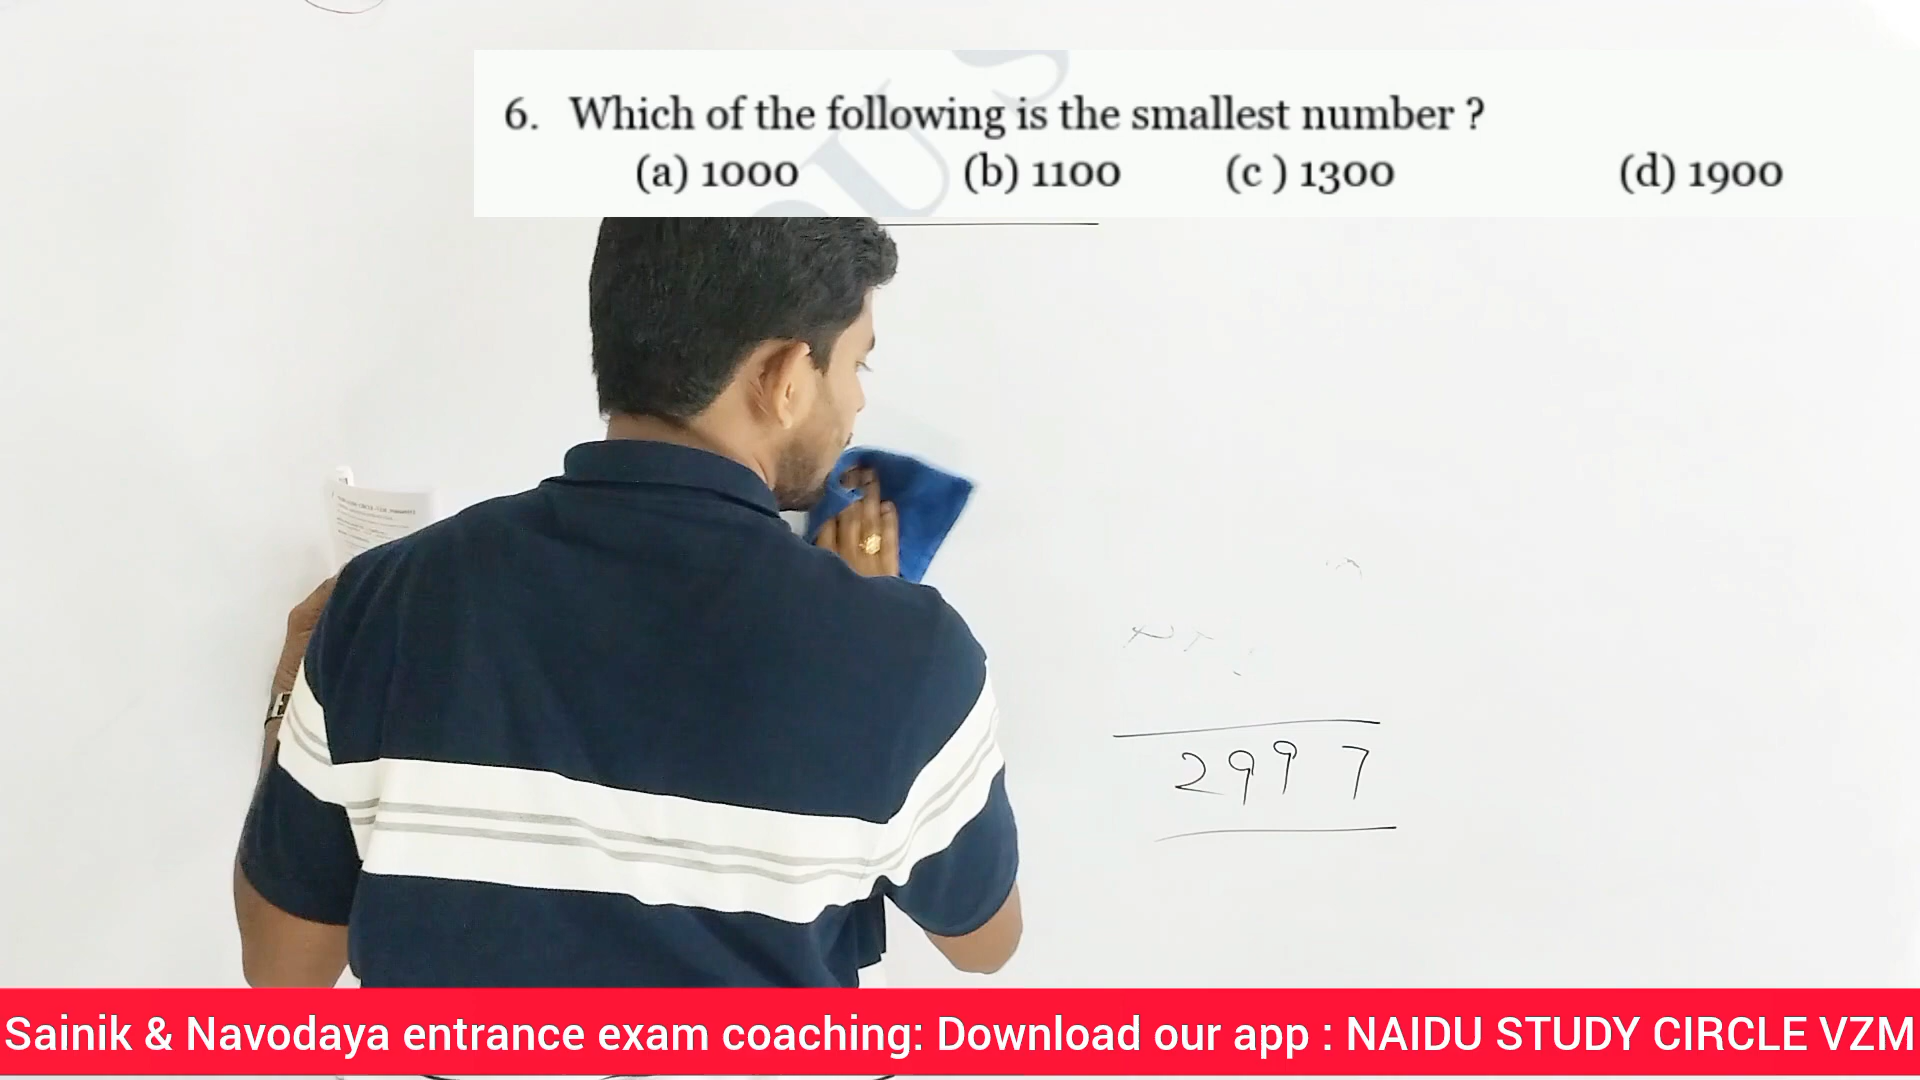 6. Which of the following is the smallest number ?
(a) 1000 (b) 1100 (c ) 1300 (d) 1900
2997
Sainik & Navodaya entrance exam coaching: Download our app : NAIDU STUDY CIRCLE VZM